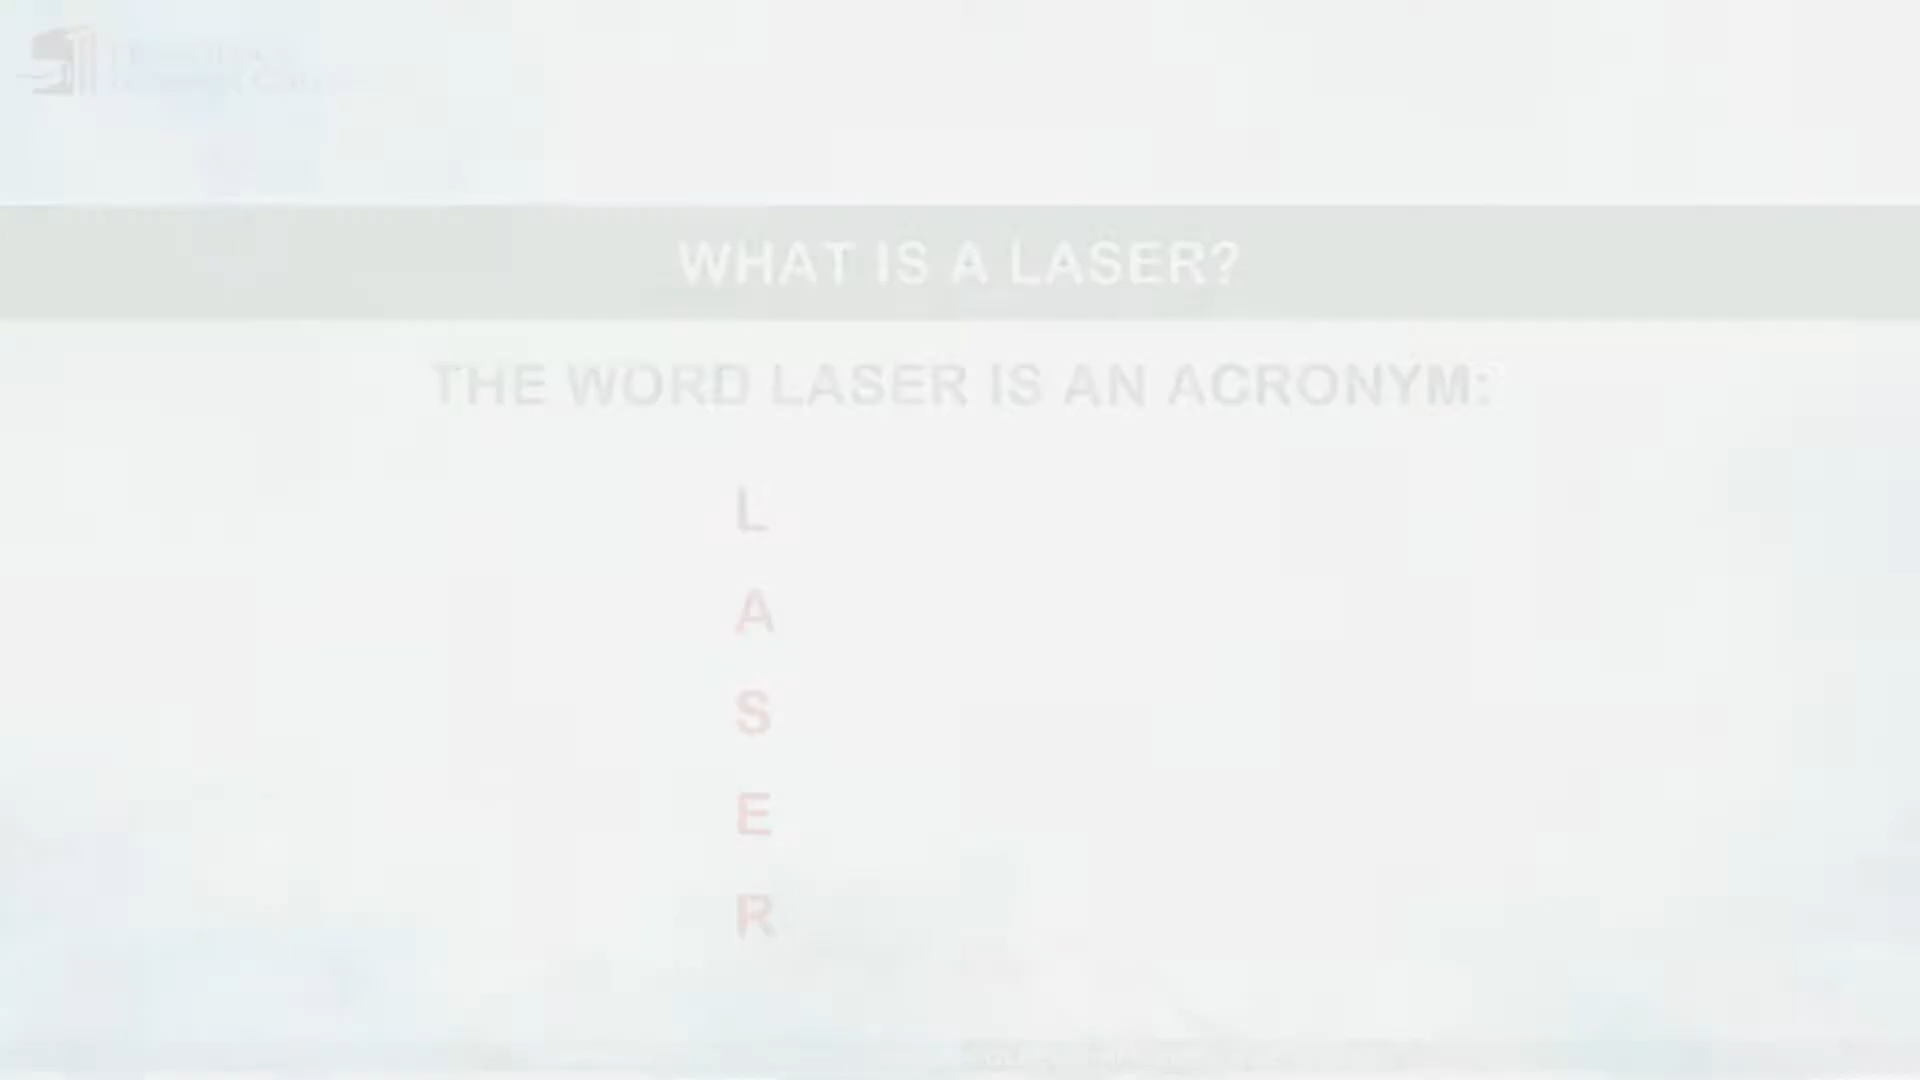 WHAT IS A LASER?
THE WORD LASER IS AN ACRONYM:
L
A
S
E
R